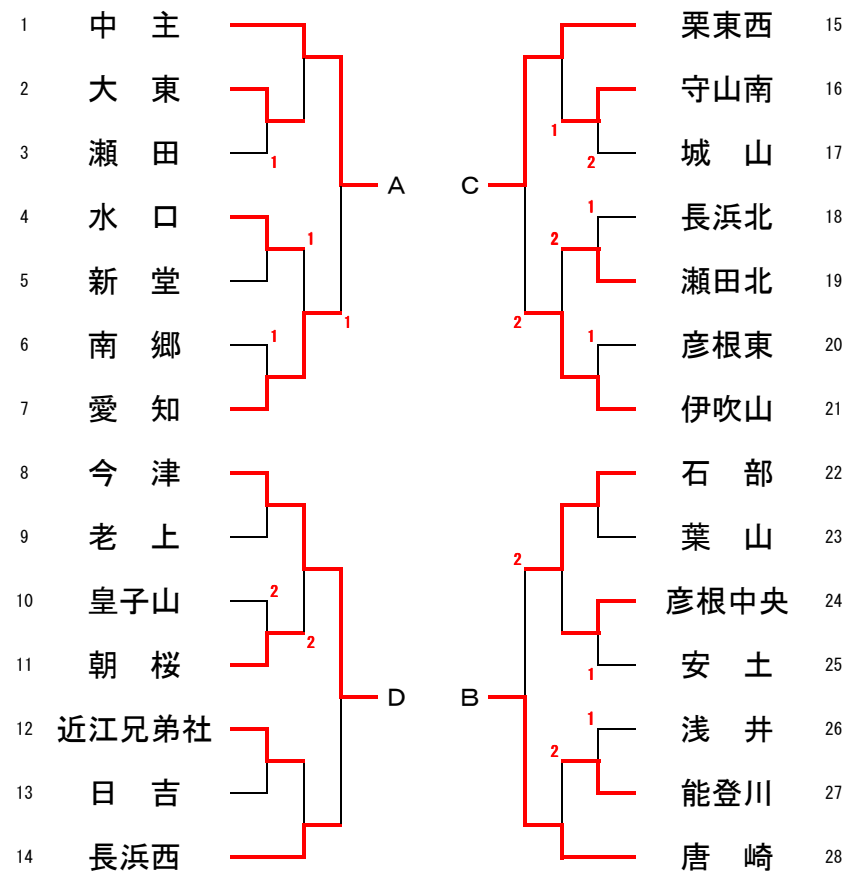 1 中 主
2 大 東
3 瀬 田
1
4 水 口
1
5 新 堂
6 南 郷
1
1
7 愛 知
A
8 今 津
9 老 上
10 皇子山
2
11 朝 桜
2
12 近江兄弟社
13 日 吉
14 長浜西
D
栗東西 15
守山南 16
1
城 山 17
2
C
1
長浜北 18
2
瀬田北 19
2
1
彦根東 20
伊吹山 21
石 部 22
葉 山 23
2
彦根中央 24
安 土 25
1
B
1
浅 井 26
2
能登川 27
唐 崎 28